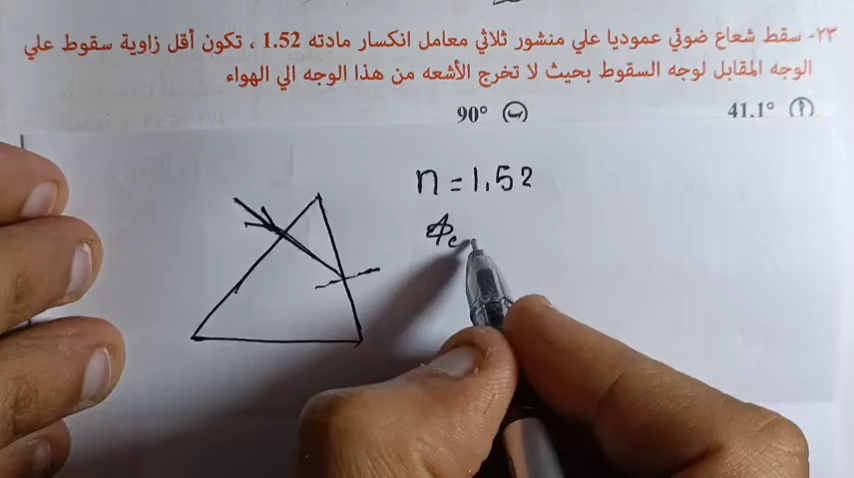 ٢٣- سقط شعاع ضوئي عموديا علي منشور ثلاثي معامل انكسار مادته 1.52 ، تكون أقل زاوية سقوط علي
الوجه المقابل لوجه السقوط بحيث لا تخرج الأشعه من هذا الوجه الي الهواء
أ 41.1° ب 90°
n = 1.52
Φc